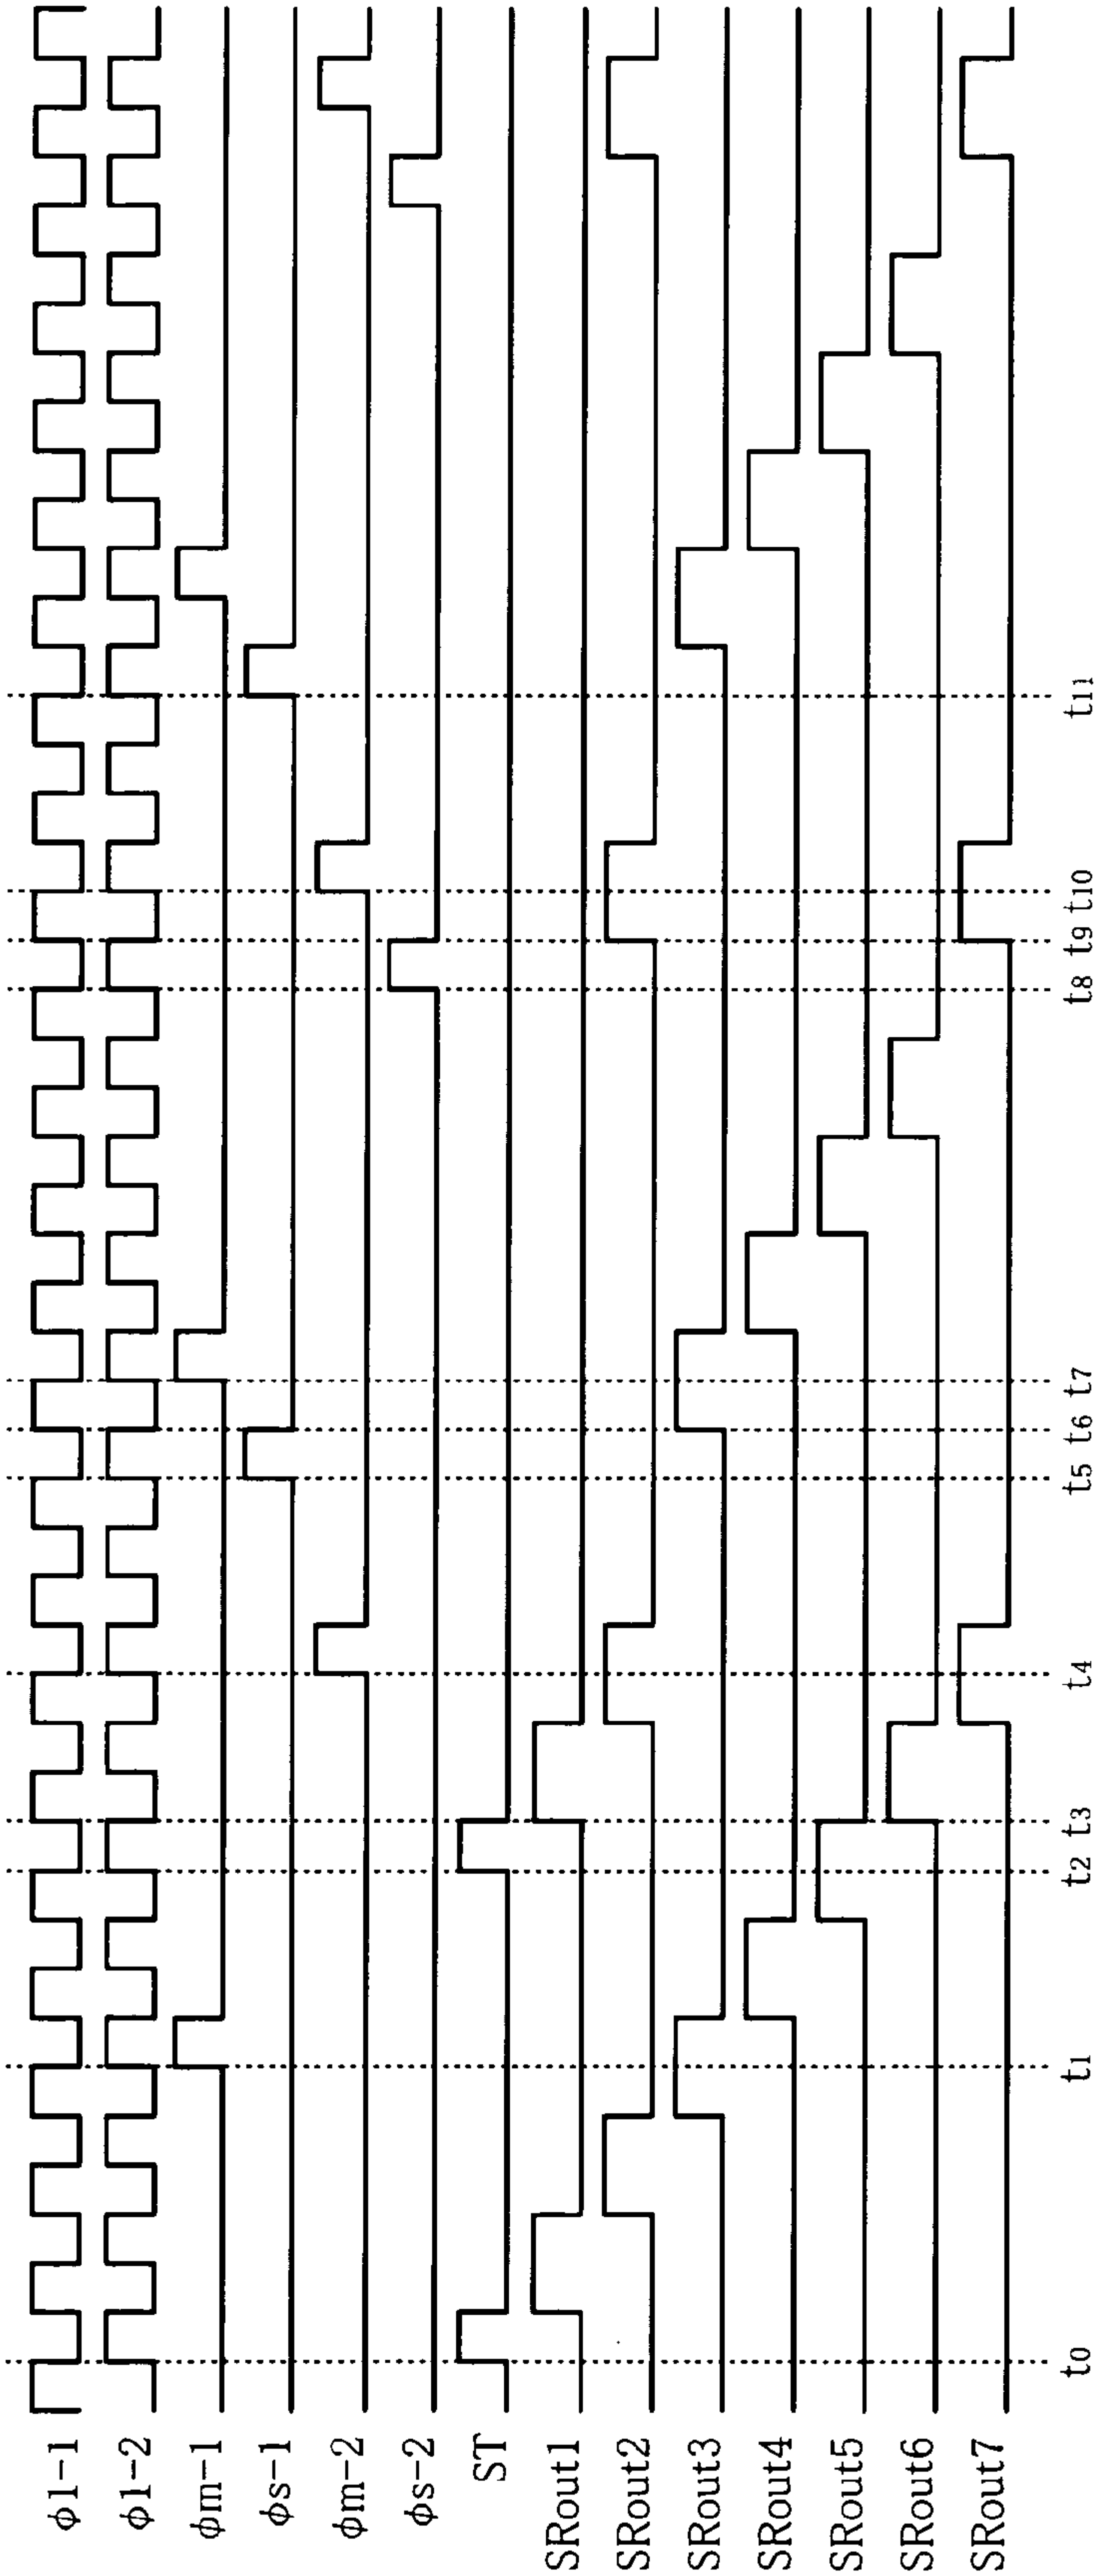 ϕ1-1
ϕ1-2
ϕm-1
ϕs-1
ϕm-2
ϕs-2
ST
SRout1
SRout2
SRout3
SRout4
SRout5
SRout6
SRout7
t0
t1
t2
t3
t4
t5
t6
t7
t8
t9
t10
t11